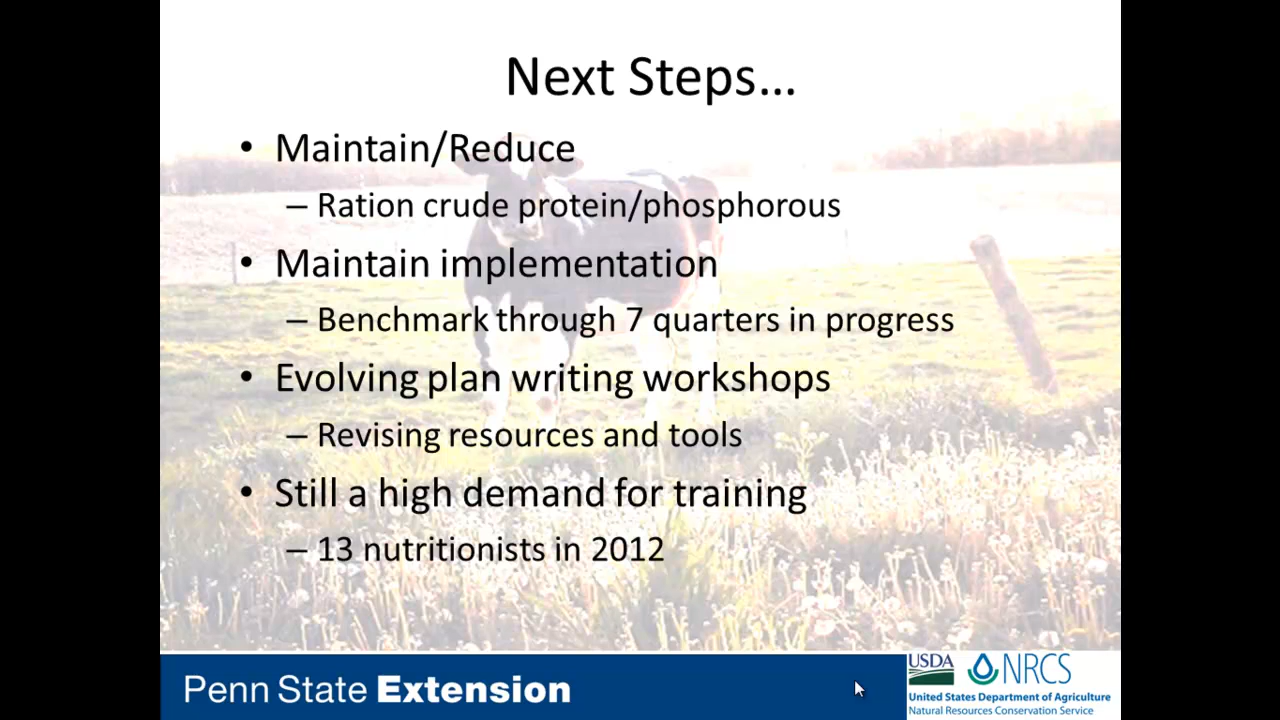 Next Steps…
• Maintain/Reduce
– Ration crude protein/phosphorous
• Maintain implementation
– Benchmark through 7 quarters in progress
• Evolving plan writing workshops
– Revising resources and tools
• Still a high demand for training
– 13 nutritionists in 2012
Penn State Extension
USDA NRCS
United States Department of Agriculture
Natural Resources Conservation Service